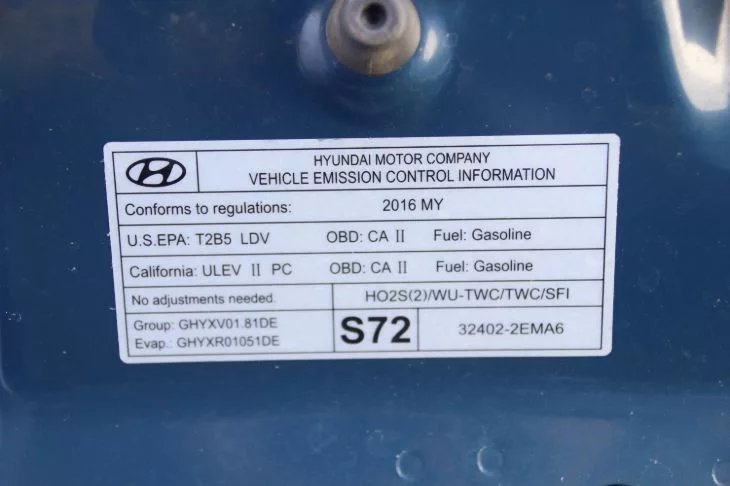 HYUNDAI MOTOR COMPANY
VEHICLE EMISSION CONTROL INFORMATION
Conforms to regulations: 2016 MY
U.S.EPA: T2B5 LDV OBD: CA II Fuel: Gasoline
California: ULEV II PC OBD: CA II Fuel: Gasoline
No adjustments needed. HO2S(2)/WU-TWC/TWC/SFI
Group: GHYXV01.81DE
Evap.: GHYXR01051DE
S72
32402-2EMA6